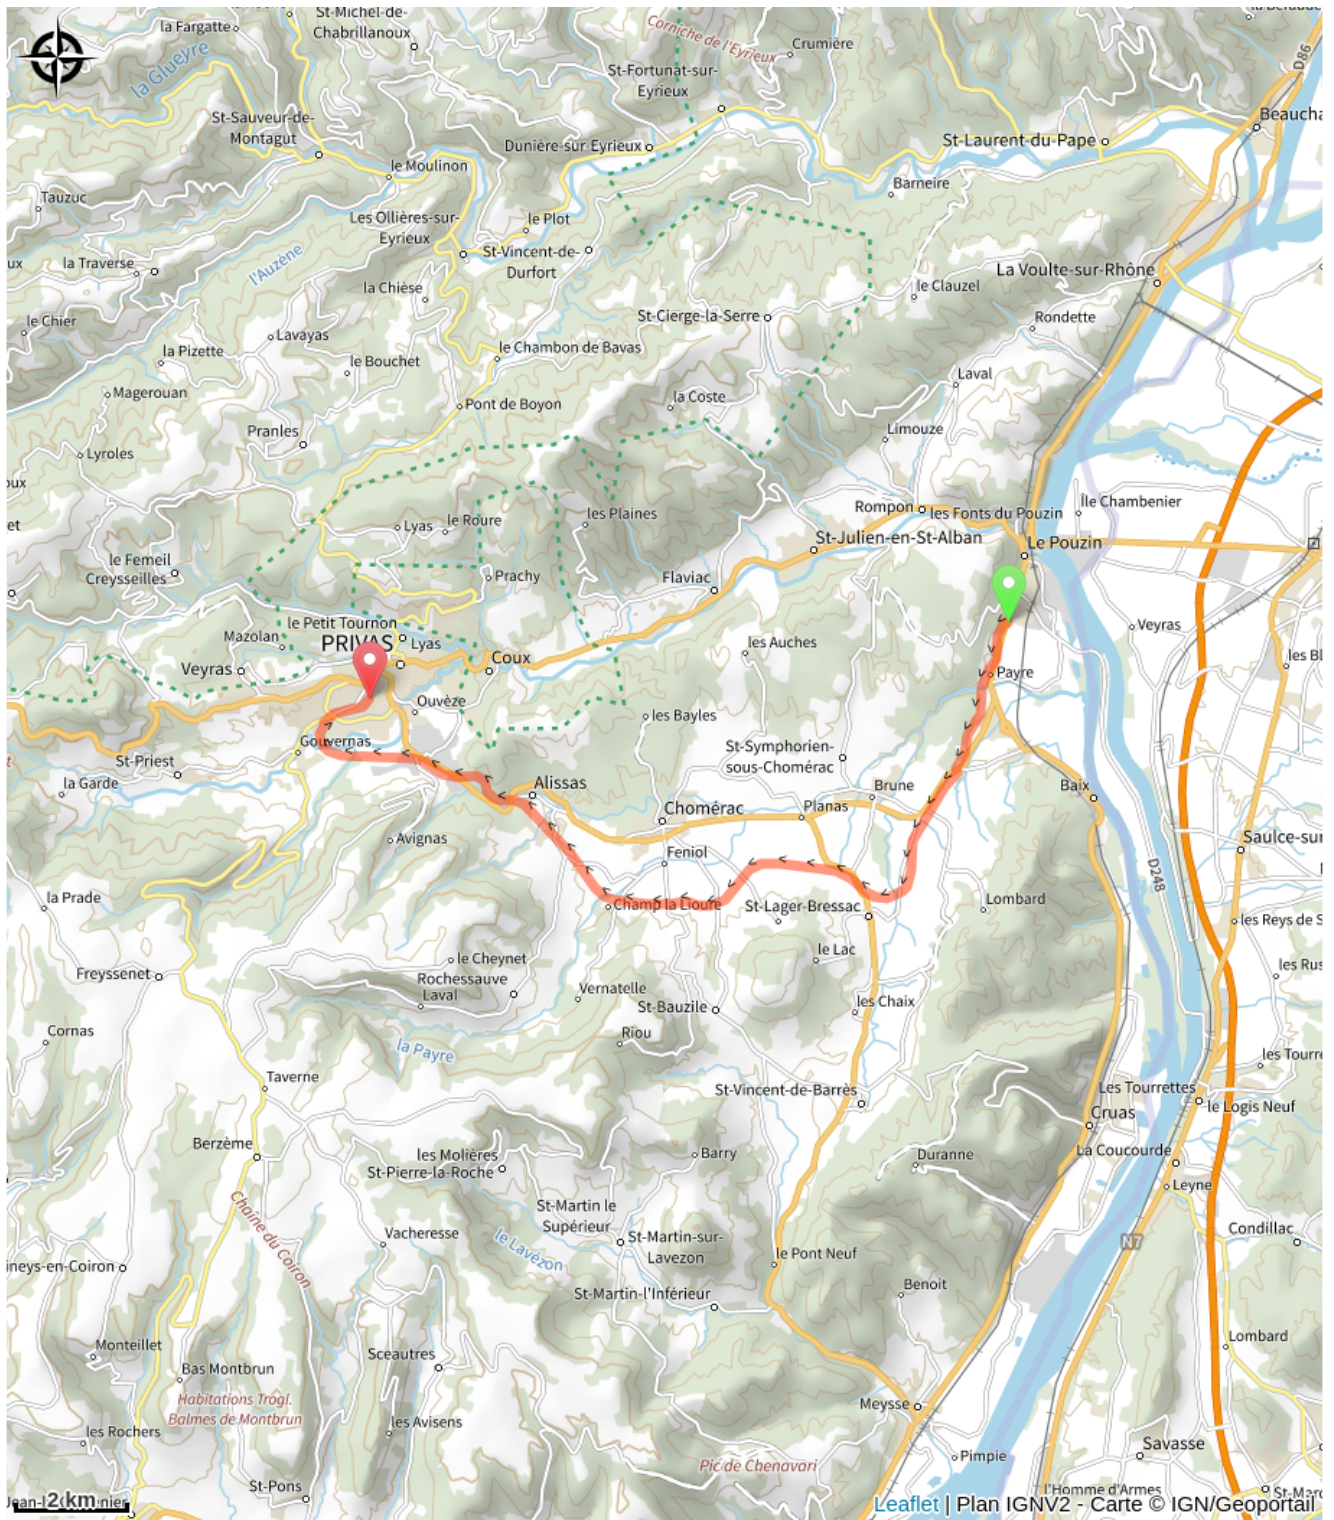 la Fargatte
St-Michel-de-
Chabrillanoux
Corniche de l'Eyrieux
Crumière
D86
la Glueyre
St-Fortunat-sur-
Eyrieux
St-Sauveur-de-
Montagut
Beaucha
Dunière-sur Eyrieux
St-Laurent-du-Pape
le Moulinon
Barneire
Tauzuc
Les Ollières-sur-
Eyrieux
le Plot
St-Vincent-de-
Durfort
l'Auzène
ux
la Traverse
La Voulte-sur-Rhône
la Chièse
le Clauzel
le Chier
St-Cierge-la-Serre
Rondette
Lavayas
la Pizette
le Bouchet
le Chambon de Bavas
Laval
Magerouan
la Coste
Pont de Boyon
Pranles
Limouze
Lyroles
oux
Île Chambenier
Rompon
les Fonts du Pouzin
et
Lyas
le Roure
les Plaines
St-Julien-en-St-Alban
Le Pouzin
le Femeil
Creysseilles
Prachy
Flaviac
le Petit Tournon
PRIVAS
Lyas
Mazolan
les Auches
Veyras
Veyras
Coux
les Bl
Payre
Ouvèze
les Bayles
Gouvernas
St-Symphorien-
sous-Chomérac
St-Priest
la Garde
Alissas
Brune
Baix
Chomérac
Planas
Avignas
Saulce-sur
Feniol
D248
la Prade
Champ la Lioure
St-Lager-Bressac
Lombard
les Reys de S
le Lac
le Cheynet
Freyssenet
Rochessauve
Laval
Vernatelle
les Rus
St-Bauzile
les Chaix
Cornas
Riou
la Payre
les Tourre
Taverne
St-Vincent-de-Barrès
Les Tourrettes
le Logis Neuf
Cruas
Berzème
les Molières
St-Pierre-la-Roche
Barry
Duranne
La Coucourde
Leyne
Chaîne du Coiron
St-Martin le
Supérieur
Vacheresse
St-Martin-sur-
Lavezon
le Lavézon
le Pont Neuf
N7
Condillac
ineys-en-Coiron
St-Martin-l'Inférieur
Benoit
Monteillet
Sceautres
Lombard
Bas Montbrun
Habitations Trogl.
Balmes de Montbrun
les Avisens
Meysse
les Rochers
Pic de Chenavari
Pimpie
Savasse
St-Pons
l'Homme d'Armes
2 km
Leaflet | Plan IGNV2 - Carte © IGN/Geoportail